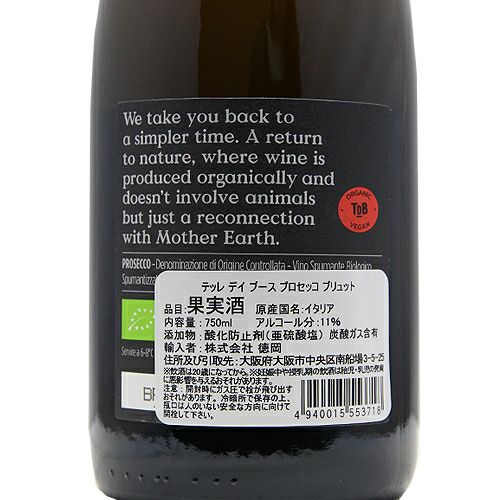 We take you back to
a simpler time. A return
to nature, where wine is
produced organically and
doesn't involve animals
but just a reconnection
with Mother Earth.
ORGANIC
TDB
VEGAN
PROSECCO - Denominazione di Origine Controllata - Vino Spumante Biologico
Spumantizza
Servire a 6-8°C
テッレ デイ ブース プロセッコ ブリュット
品目:果実酒 原産国名:イタリア
内容量:750ml アルコール分:11%
添加物:酸化防止剤(亜硫酸塩) 炭酸ガス含有
輸入者:株式会社 徳岡
住所及び引取先:大阪府大阪市中央区南船場3-5-25
※飲酒は20歳になってから。※妊娠中や授乳期の飲酒は胎児・乳児の発育
に悪影響を与えるおそれがあります。
注意:開封時にガス圧で栓が飛び出す
おそれがあります。冷暗所で保存の上、
瓶口は人のいない安全な方向に向けて
開栓して下さい。
4 940015 553718